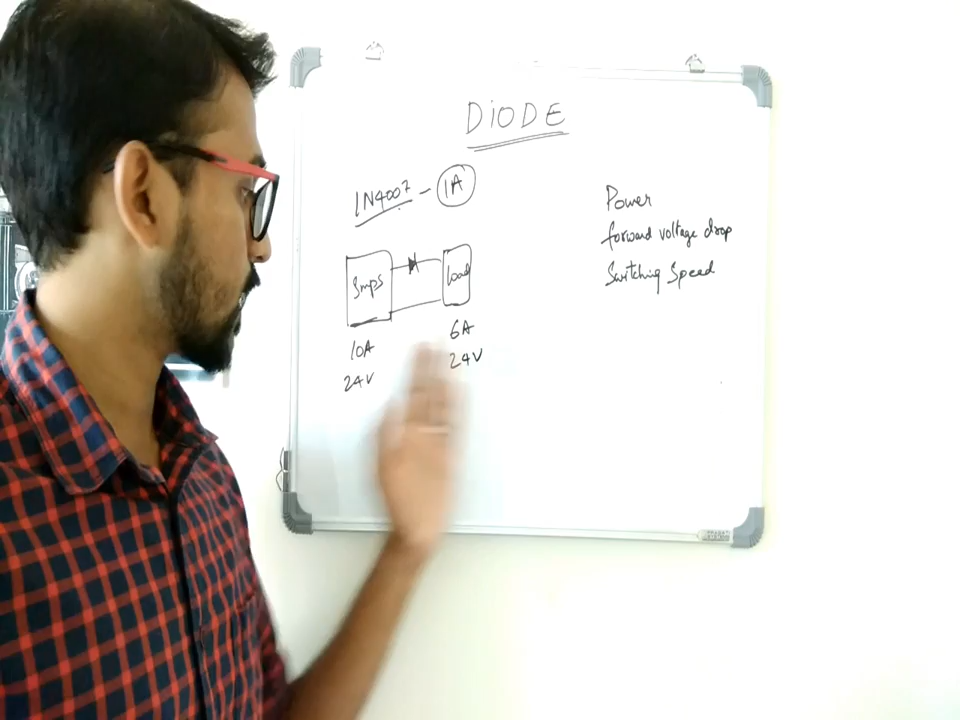 DIODE
1N4007 - 1A
Smps
Load
10A
24V
6A
24V
Power
forward voltage drop
Switching Speed